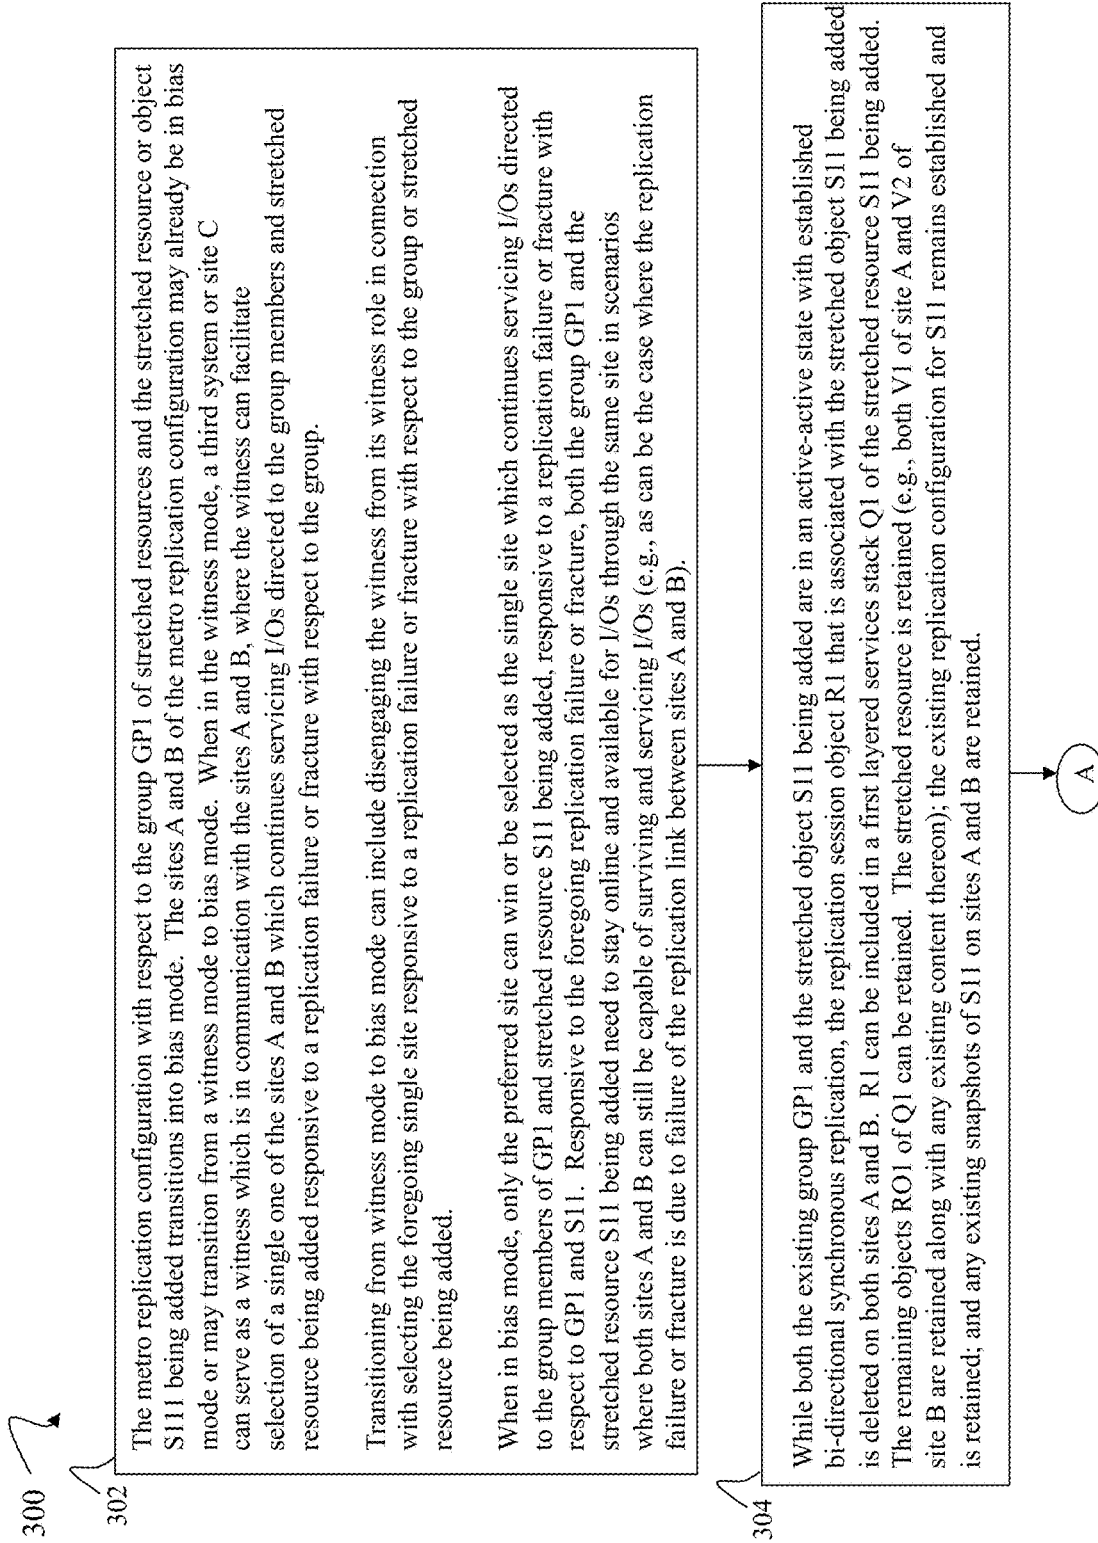 300
302
The metro replication configuration with respect to the group GP1 of stretched resources and the stretched resource or object
S111 being added transitions into bias mode. The sites A and B of the metro replication configuration may already be in bias
mode or may transition from a witness mode to bias mode. When in the witness mode, a third system or site C
can serve as a witness which is in communication with the sites A and B, where the witness can facilitate
selection of a single one of the sites A and B which continues servicing I/Os directed to the group members and stretched
resource being added responsive to a replication failure or fracture with respect to the group.
Transitioning from witness mode to bias mode can include disengaging the witness from its witness role in connection
with selecting the foregoing single site responsive to a replication failure or fracture with respect to the group or stretched
resource being added.
When in bias mode, only the preferred site can win or be selected as the single site which continues servicing I/Os directed
to the group members of GP1 and stretched resource S11 being added, responsive to a replication failure or fracture with
respect to GP1 and S11. Responsive to the foregoing replication failure or fracture, both the group GP1 and the
stretched resource S11 being added need to stay online and available for I/Os through the same site in scenarios
where both sites A and B can still be capable of surviving and servicing I/Os (e.g., as can be the case where the replication
failure or fracture is due to failure of the replication link between sites A and B).
304
While both the existing group GP1 and the stretched object S11 being added are in an active-active state with established
bi-directional synchronous replication, the replication session object R1 that is associated with the stretched object S11 being added
is deleted on both sites A and B. R1 can be included in a first layered services stack Q1 of the stretched resource S11 being added.
The remaining objects RO1 of Q1 can be retained. The stretched resource is retained (e.g., both V1 of site A and V2 of
site B are retained along with any existing content thereon); the existing replication configuration for S11 remains established and
is retained; and any existing snapshots of S11 on sites A and B are retained.
A